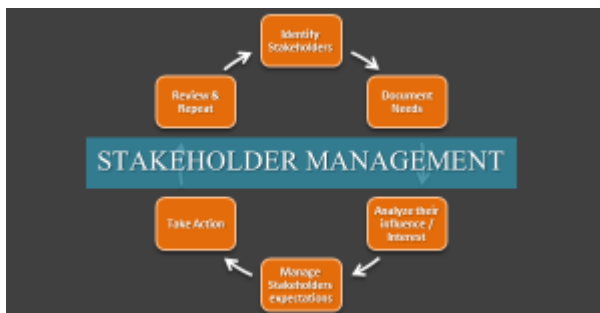 Identify
Stakeholders
Review &
Repeat
Document
Needs
STAKEHOLDER MANAGEMENT
Take Action
Analyze their
influence /
Interest
Manage
Stakeholders
expectations